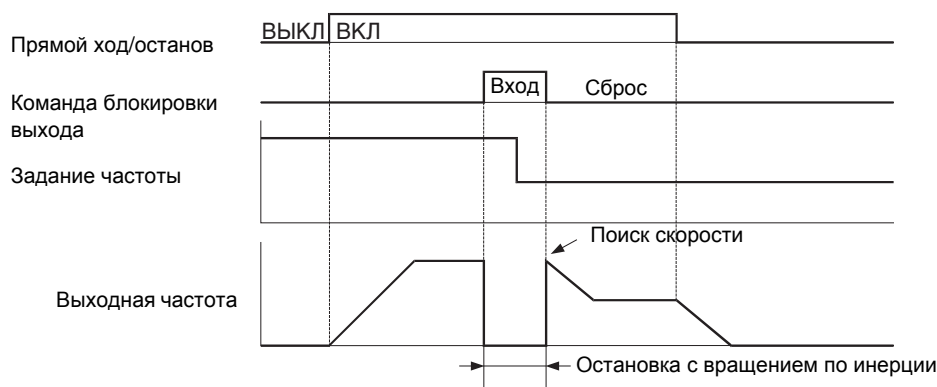 ВЫКЛ ВКЛ
Прямой ход/останов
Вход Сброс
Команда блокировки
выхода
Задание частоты
Поиск скорости
Выходная частота
Остановка с вращением по инерции